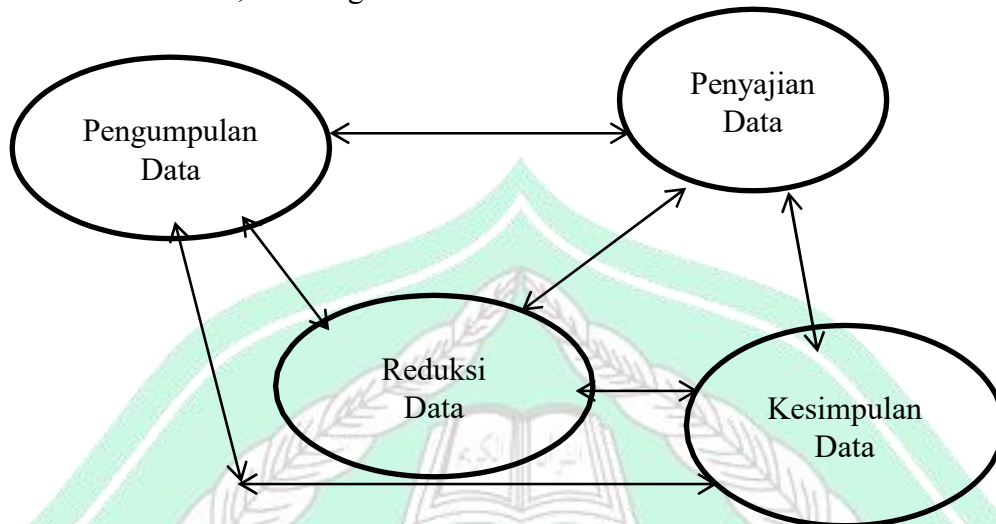 Penyajian
Data
Pengumpulan
Data
Reduksi
Data
Kesimpulan
Data